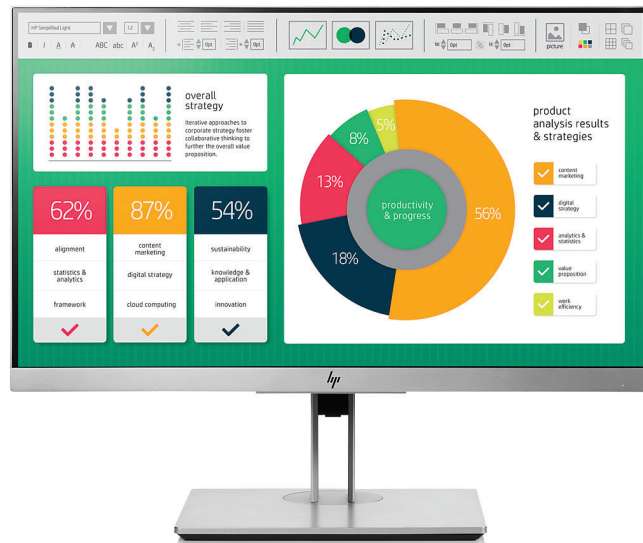 HP Simplified Light
12
B I A A ABC abc A² A₂
0pt
0pt
W: 0pt
H: 0pt
picture
overall
strategy
Iterative approaches to
corporate strategy foster
collaborative thinking to
further the overall value
proposition.
62%
alignment
statistics &
analytics
framework
87%
content
marketing
digital strategy
cloud computing
54%
sustainability
knowledge &
application
innovation
5%
8%
13%
18%
56%
productivity
& progress
product
analysis results
& strategies
content
marketing
digital
strategy
analytics &
statistics
value
proposition
work
efficiency
hp